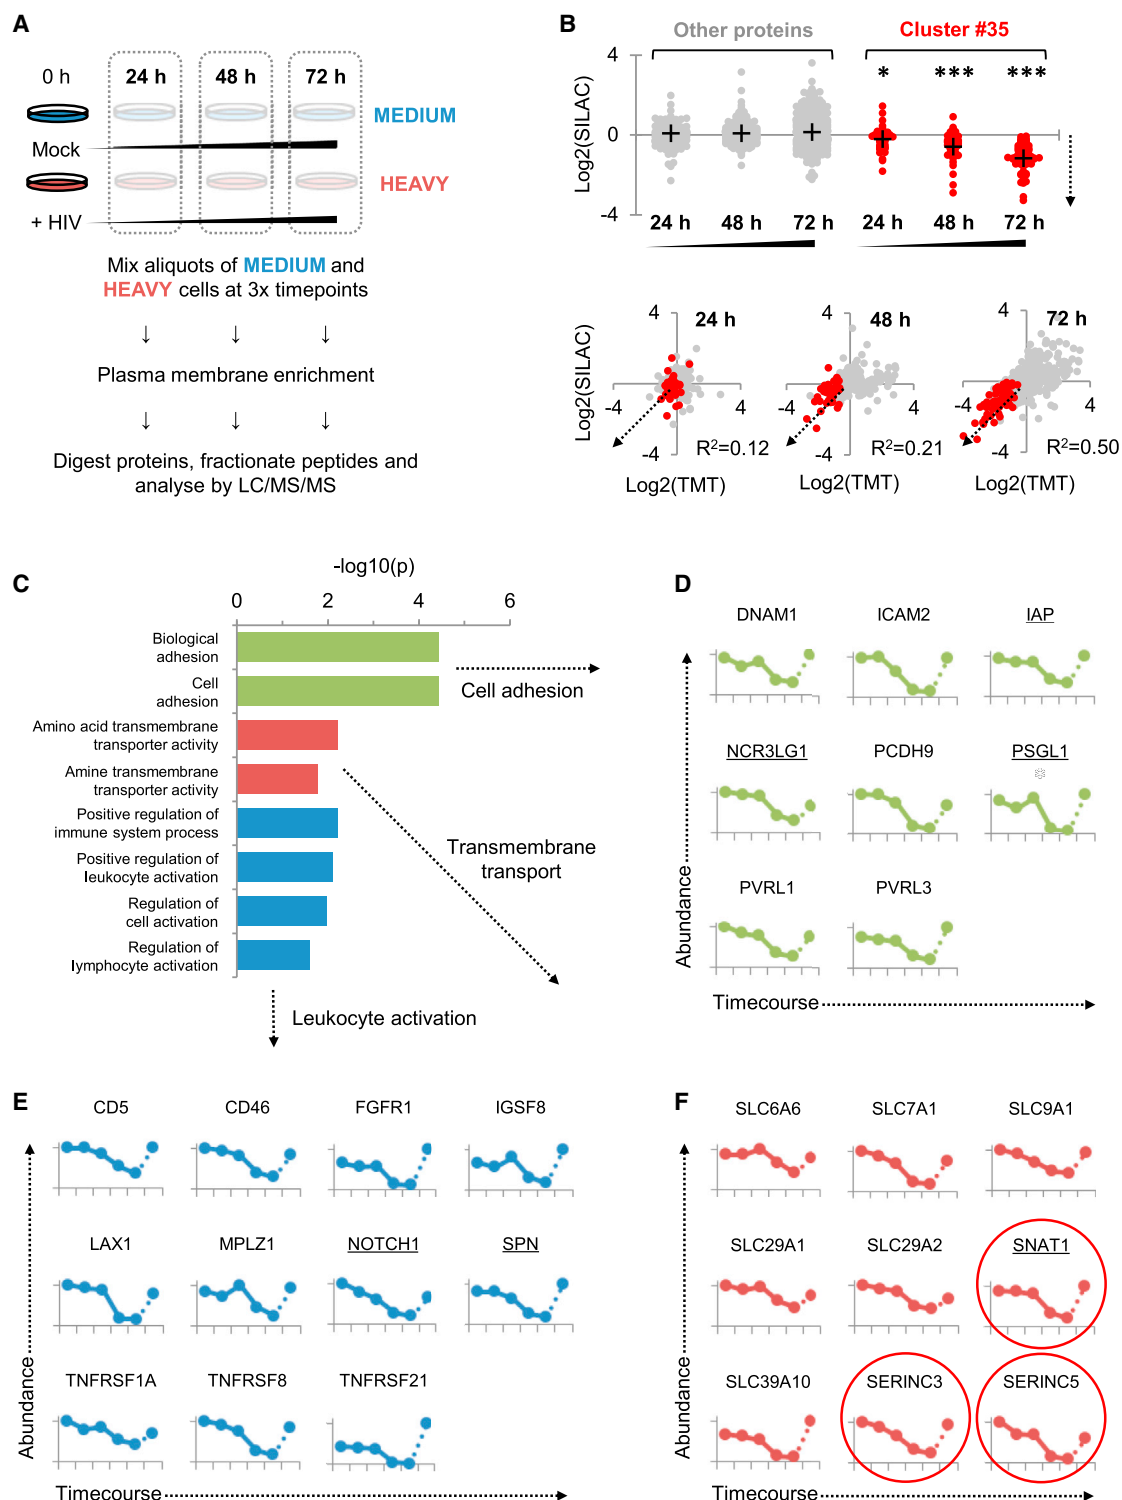 A
0 h
24 h
48 h
72 h
MEDIUM
Mock
HEAVY
+ HIV
Mix aliquots of MEDIUM and
HEAVY cells at 3x timepoints
↓ ↓ ↓
Plasma membrane enrichment
↓ ↓ ↓
Digest proteins, fractionate peptides and
analyse by LC/MS/MS
B
Other proteins
Cluster #35
4
0
-4
Log2(SILAC)
* *** ***
24 h 48 h 72 h 24 h 48 h 72 h
Log2(SILAC)
4
24 h
-4
4
-4
R²=0.12
Log2(TMT)
4
48 h
-4
4
-4
R²=0.21
Log2(TMT)
4
72 h
-4
4
-4
R²=0.50
Log2(TMT)
C
-log10(p)
0 2 4 6
Biological
adhesion
Cell
adhesion
Amino acid transmembrane
transporter activity
Amine transmembrane
transporter activity
Positive regulation of
immune system process
Positive regulation of
leukocyte activation
Regulation of
cell activation
Regulation of
lymphocyte activation
Cell adhesion
Transmembrane
transport
Leukocyte activation
D
DNAM1 ICAM2 IAP
NCR3LG1 PCDH9 PSGL1
PVRL1 PVRL3
Abundance
Timecourse
E
CD5 CD46 FGFR1 IGSF8
LAX1 MPLZ1 NOTCH1 SPN
TNFRSF1A TNFRSF8 TNFRSF21
Abundance
Timecourse
F
SLC6A6 SLC7A1 SLC9A1
SLC29A1 SLC29A2 SNAT1
SLC39A10 SERINC3 SERINC5
Abundance
Timecourse